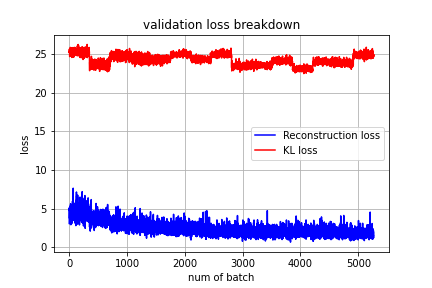 validation loss breakdown
25
20
15
10
5
0
loss
Reconstruction loss
KL loss
0 1000 2000 3000 4000 5000
num of batch